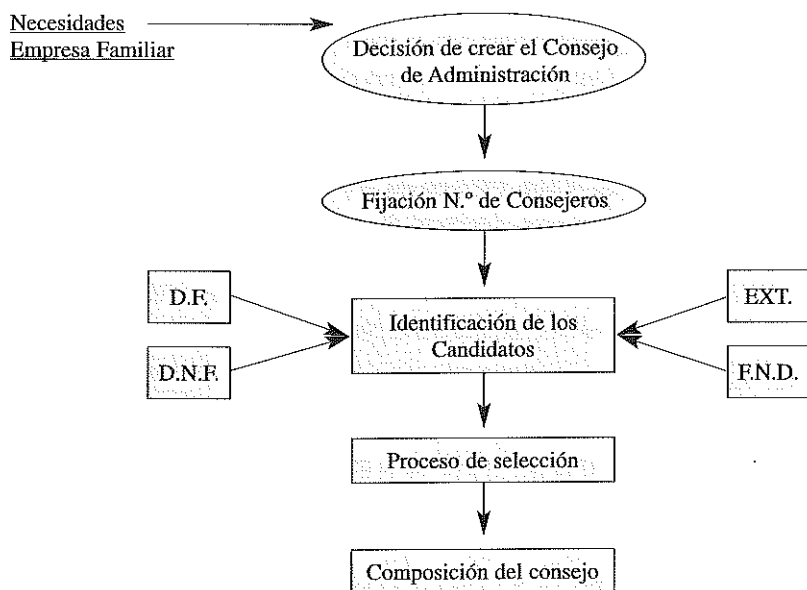 Necesidades
Empresa Familiar
Decisión de crear el Consejo
de Administración
Fijación N.º de Consejeros
D.F.
EXT.
Identificación de los
Candidatos
D.N.F.
F.N.D.
Proceso de selección
Composición del consejo